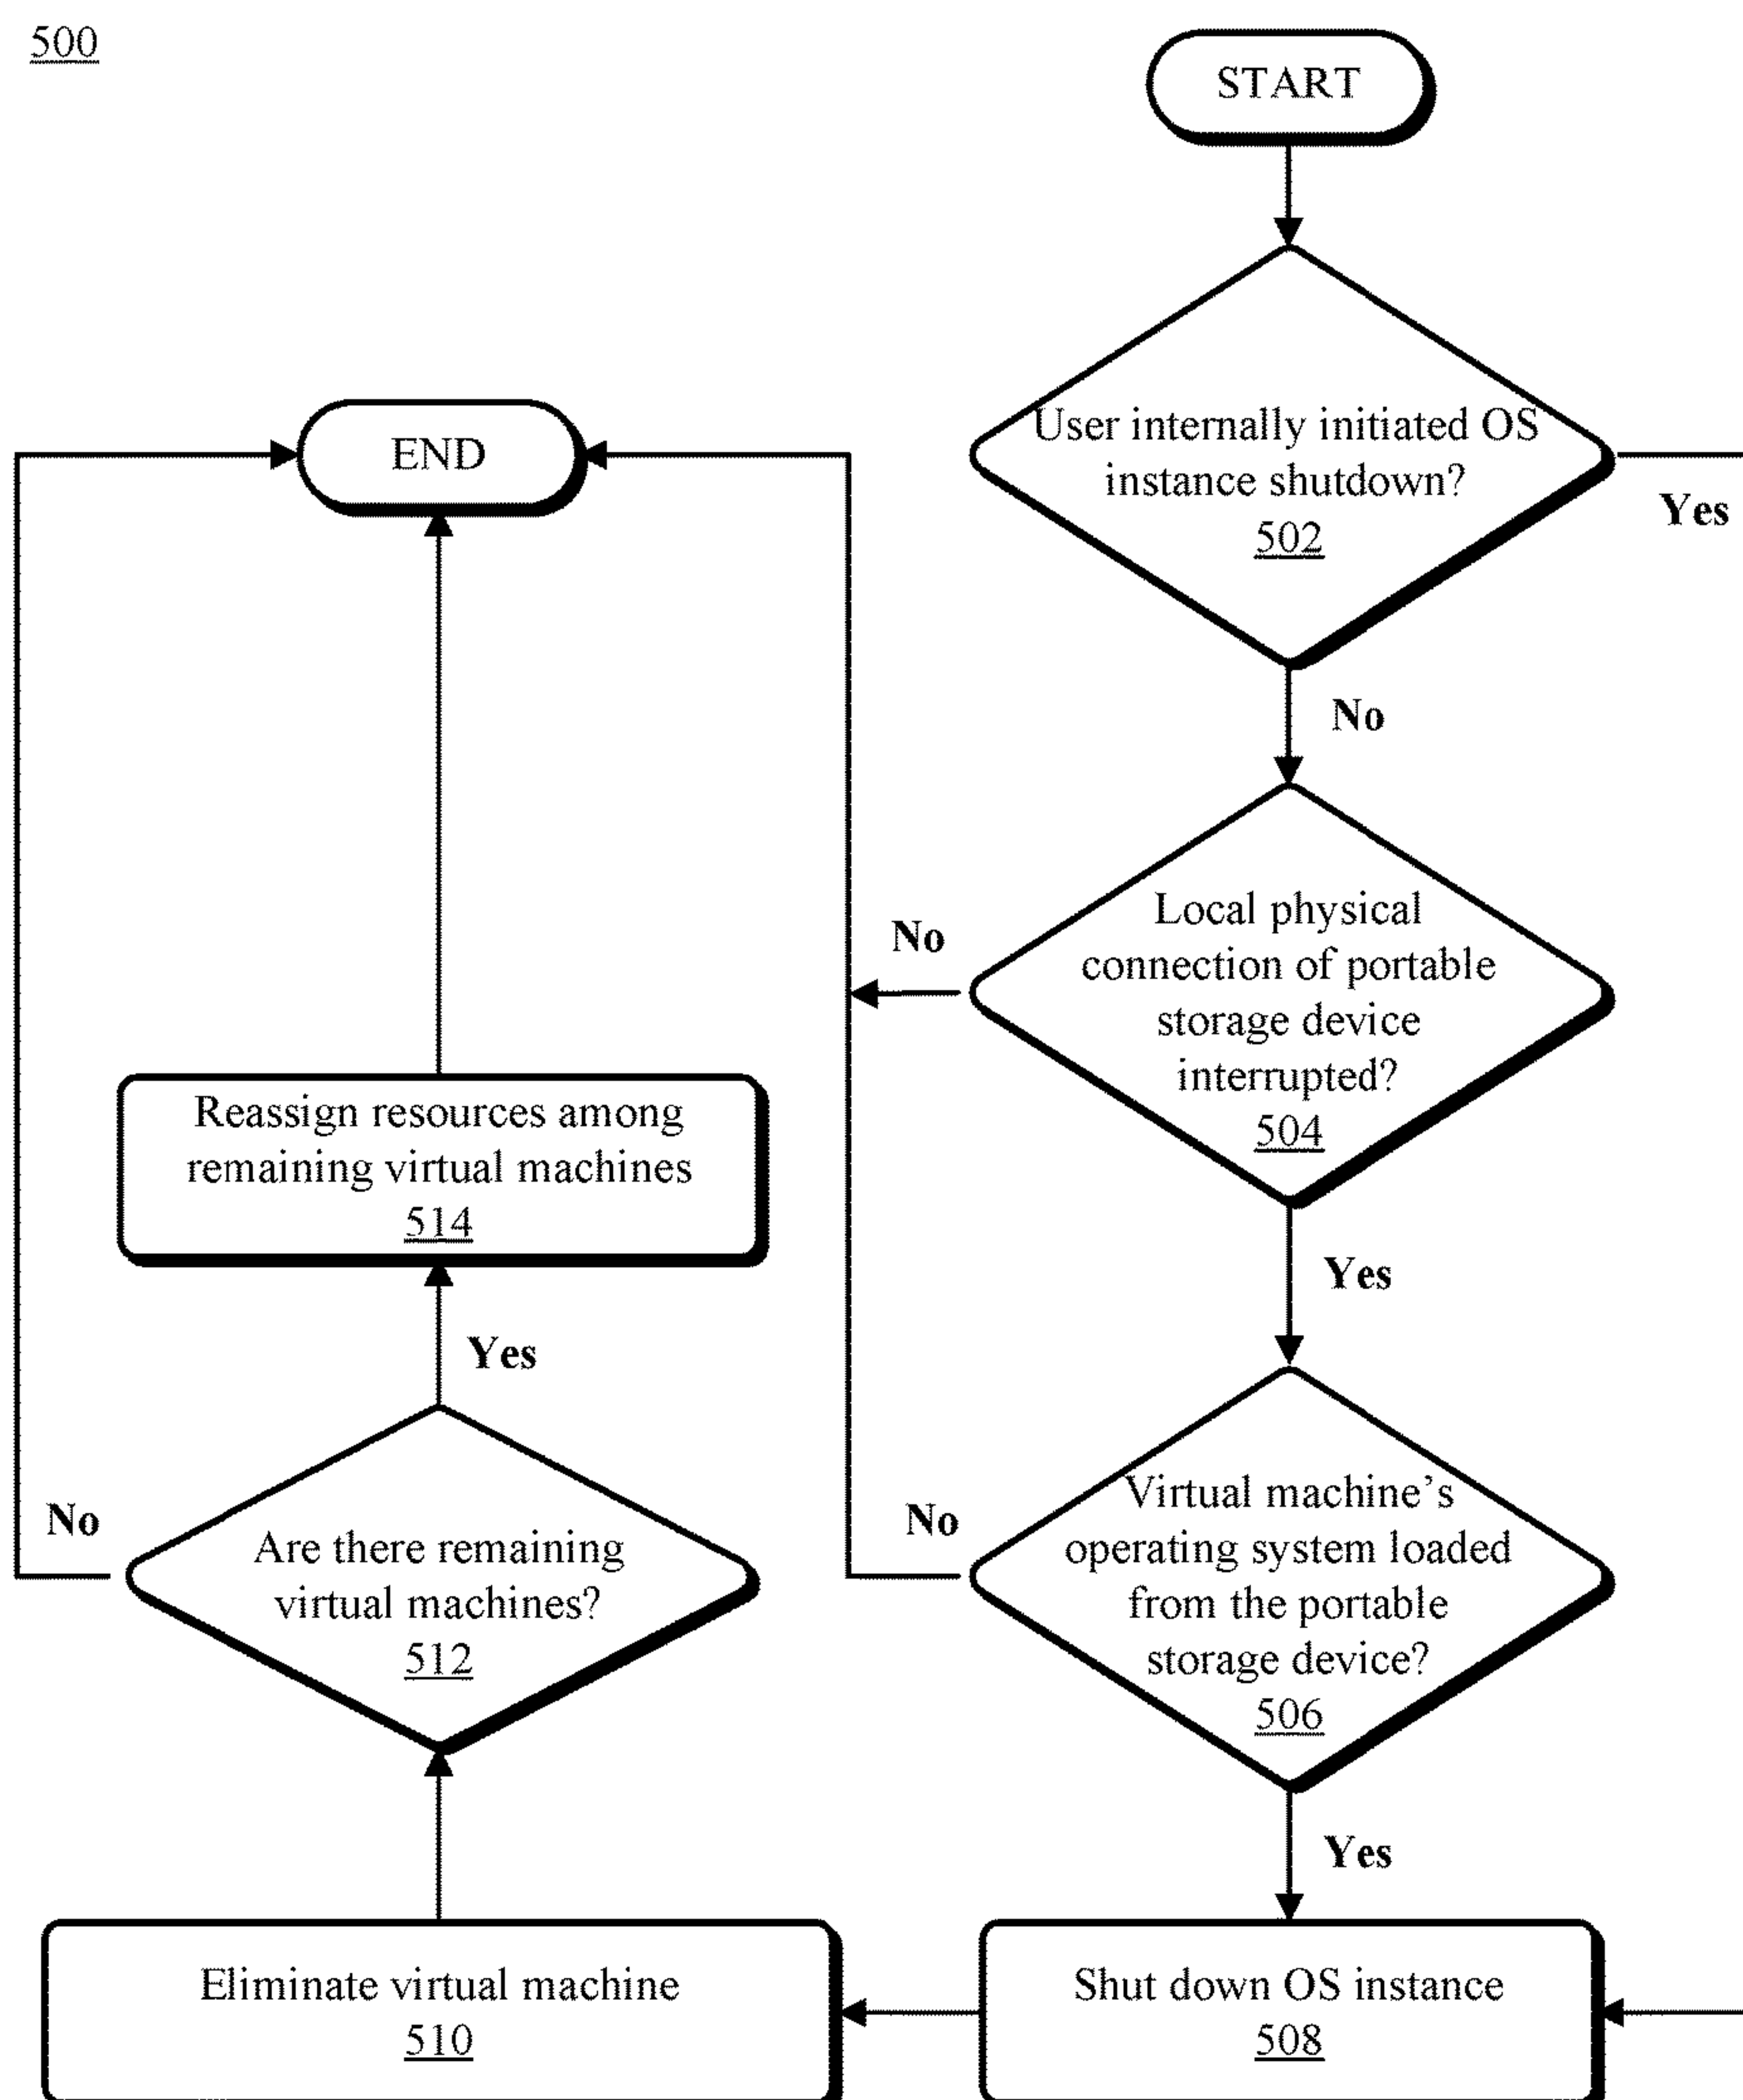 500
START
User internally initiated OS
instance shutdown?
502
Yes
No
Local physical
connection of portable
storage device
interrupted?
504
No
Yes
Virtual machine's
operating system loaded
from the portable
storage device?
506
No
Yes
Shut down OS instance
508
Eliminate virtual machine
510
Are there remaining
virtual machines?
512
No
Yes
Reassign resources among
remaining virtual machines
514
END